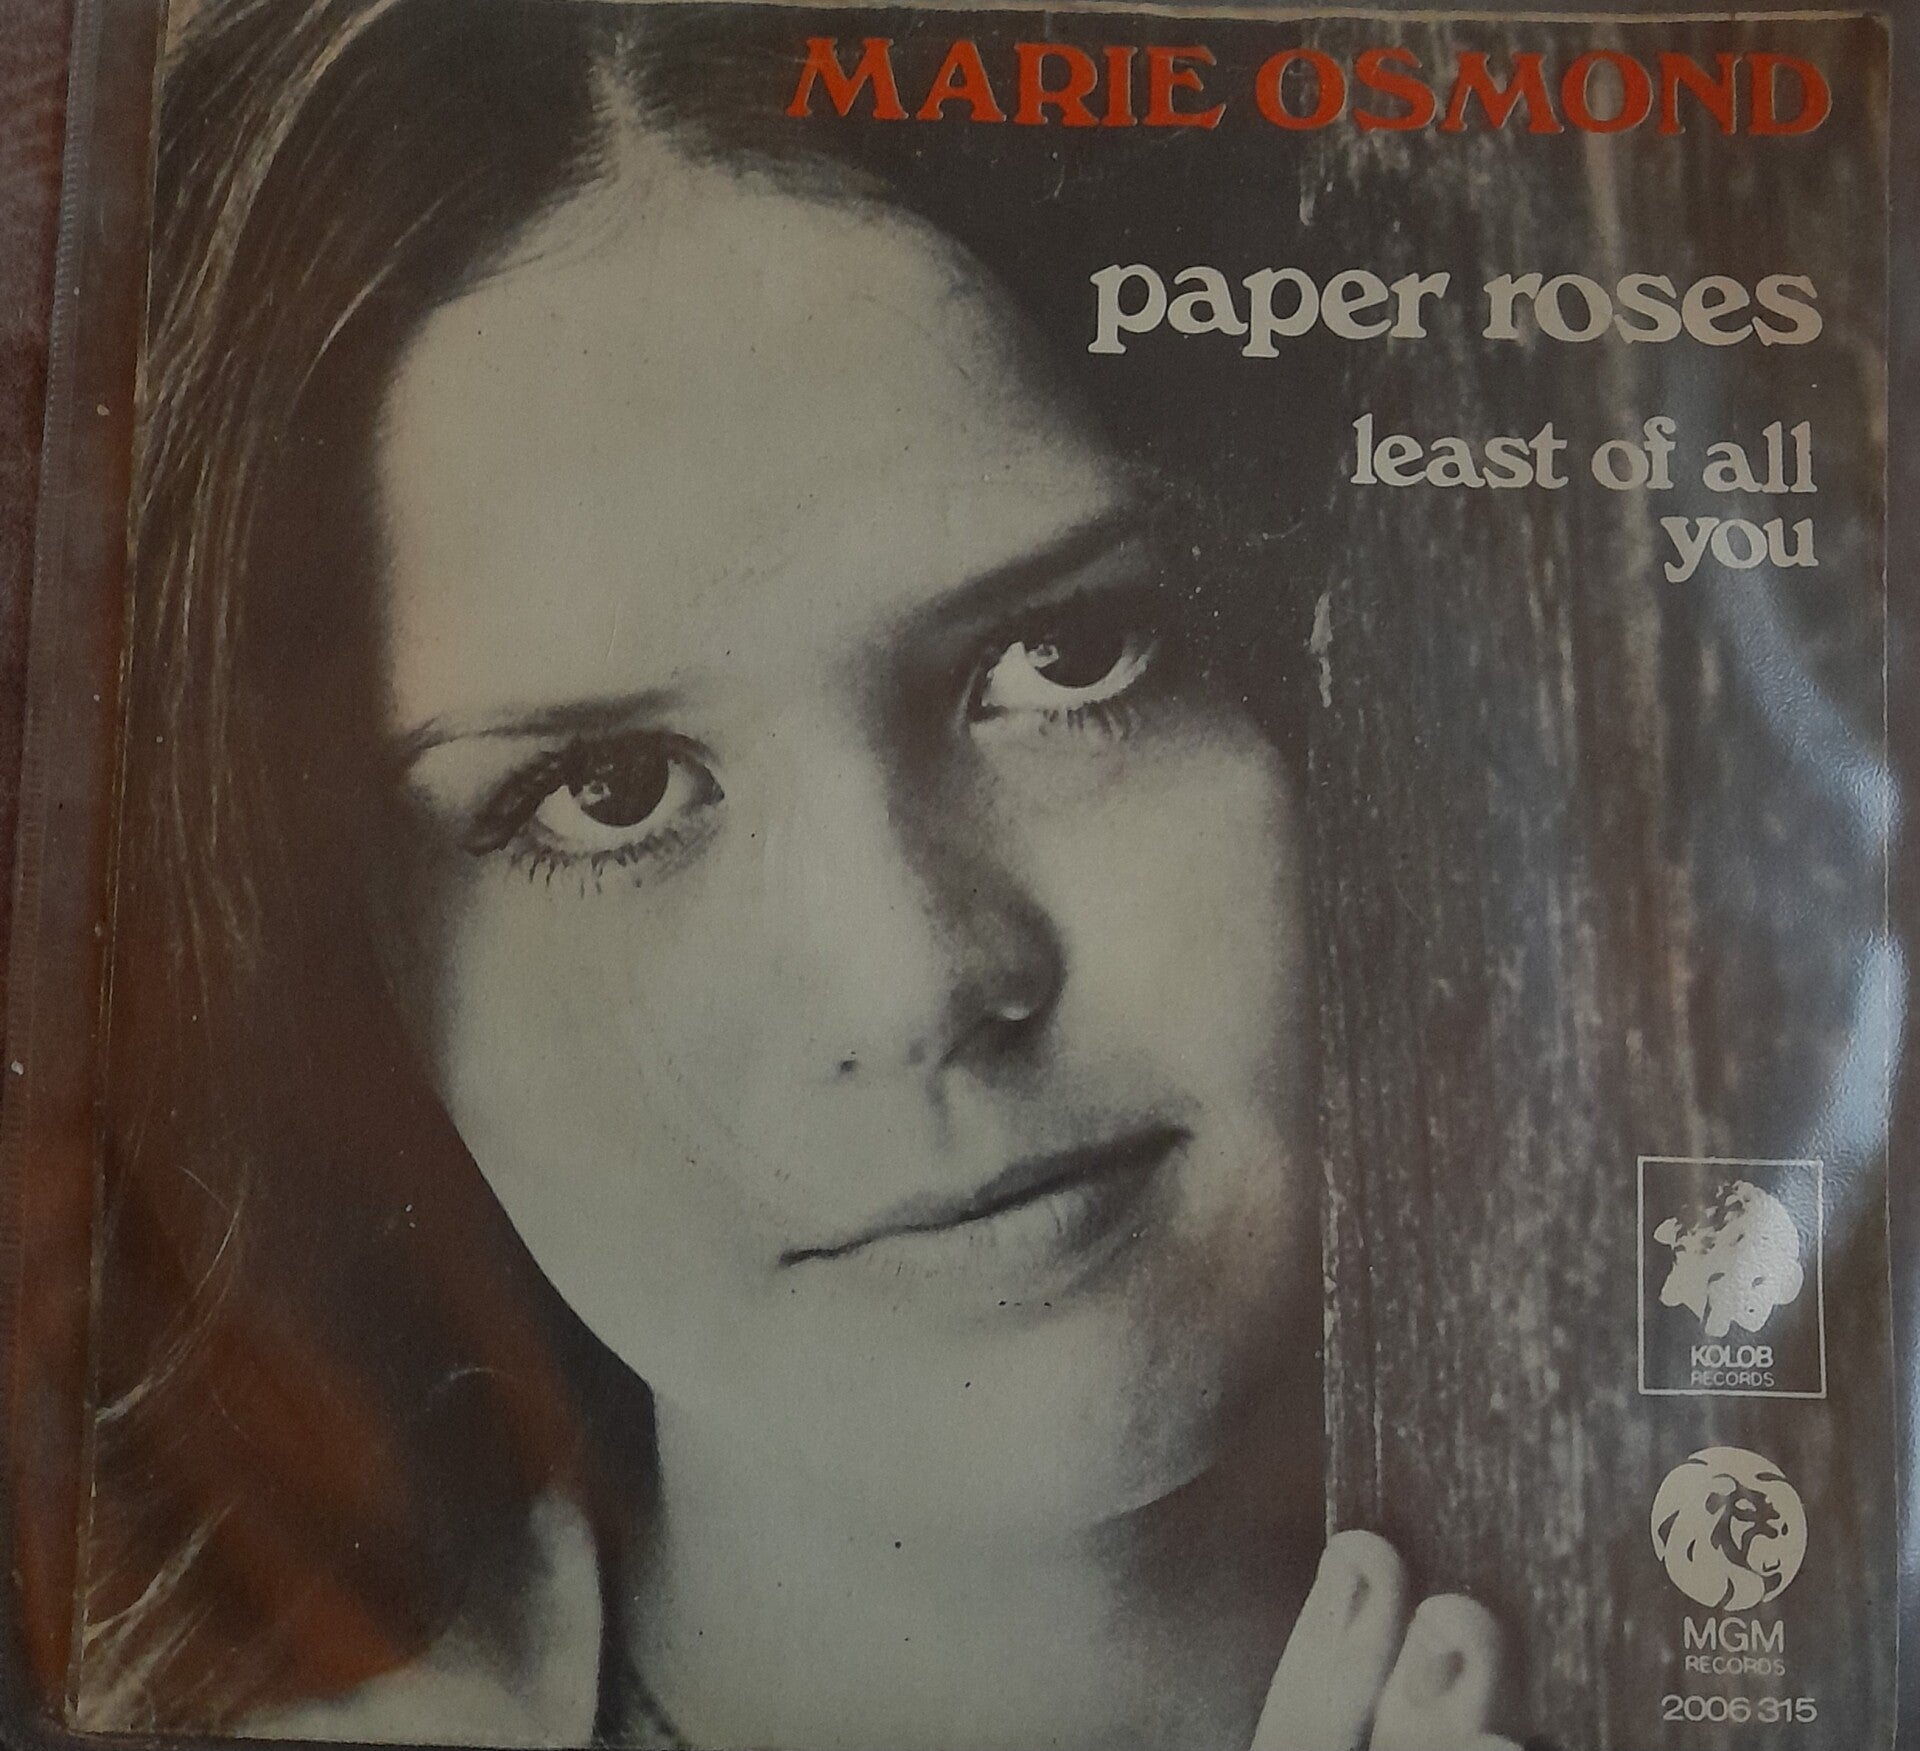 MARIE OSMOND
paper roses
least of all
you
KOLOB
RECORDS
MGM
RECORDS
2006 315